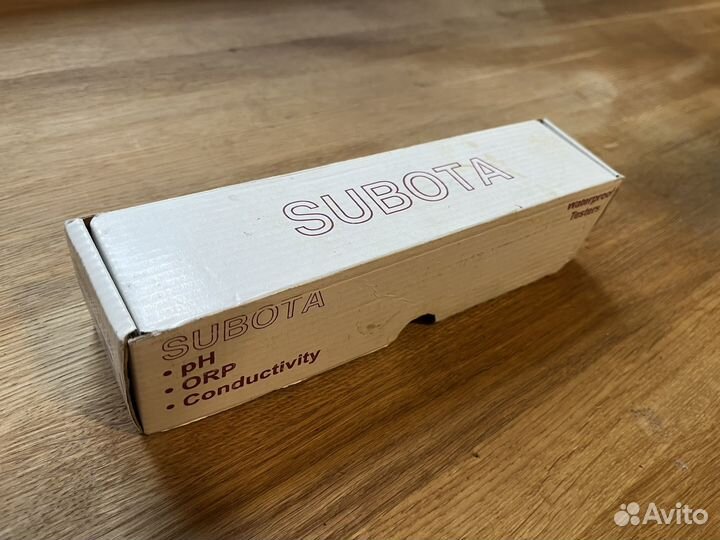 SUBOTA
SUBOTA
• pH
• ORP
• Conductivity
Waterproof
Testers
Avito